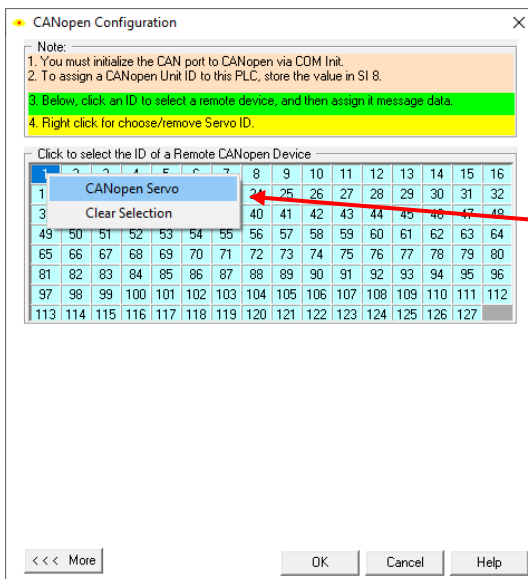 CANopen Configuration
Note:
1. You must initialize the CAN port to CANopen via COM Init.
2. To assign a CANopen Unit ID to this PLC, store the value in SI 8.
3. Below, click an ID to select a remote device, and then assign it message data.
4. Right click for choose/remove Servo ID.
Click to select the ID of a Remote CANopen Device
1 2 3 4 5 6 7 8 9 10 11 12 13 14 15 16
CANopen Servo
24 25 26 27 28 29 30 31 32
Clear Selection
40 41 42 43 44 45 46 47 48
49 50 51 52 53 54 55 56 57 58 59 60 61 62 63 64
65 66 67 68 69 70 71 72 73 74 75 76 77 78 79 80
81 82 83 84 85 86 87 88 89 90 91 92 93 94 95 96
97 98 99 100 101 102 103 104 105 106 107 108 109 110 111 112
113 114 115 116 117 118 119 120 121 122 123 124 125 126 127
<<< More
OK
Cancel
Help